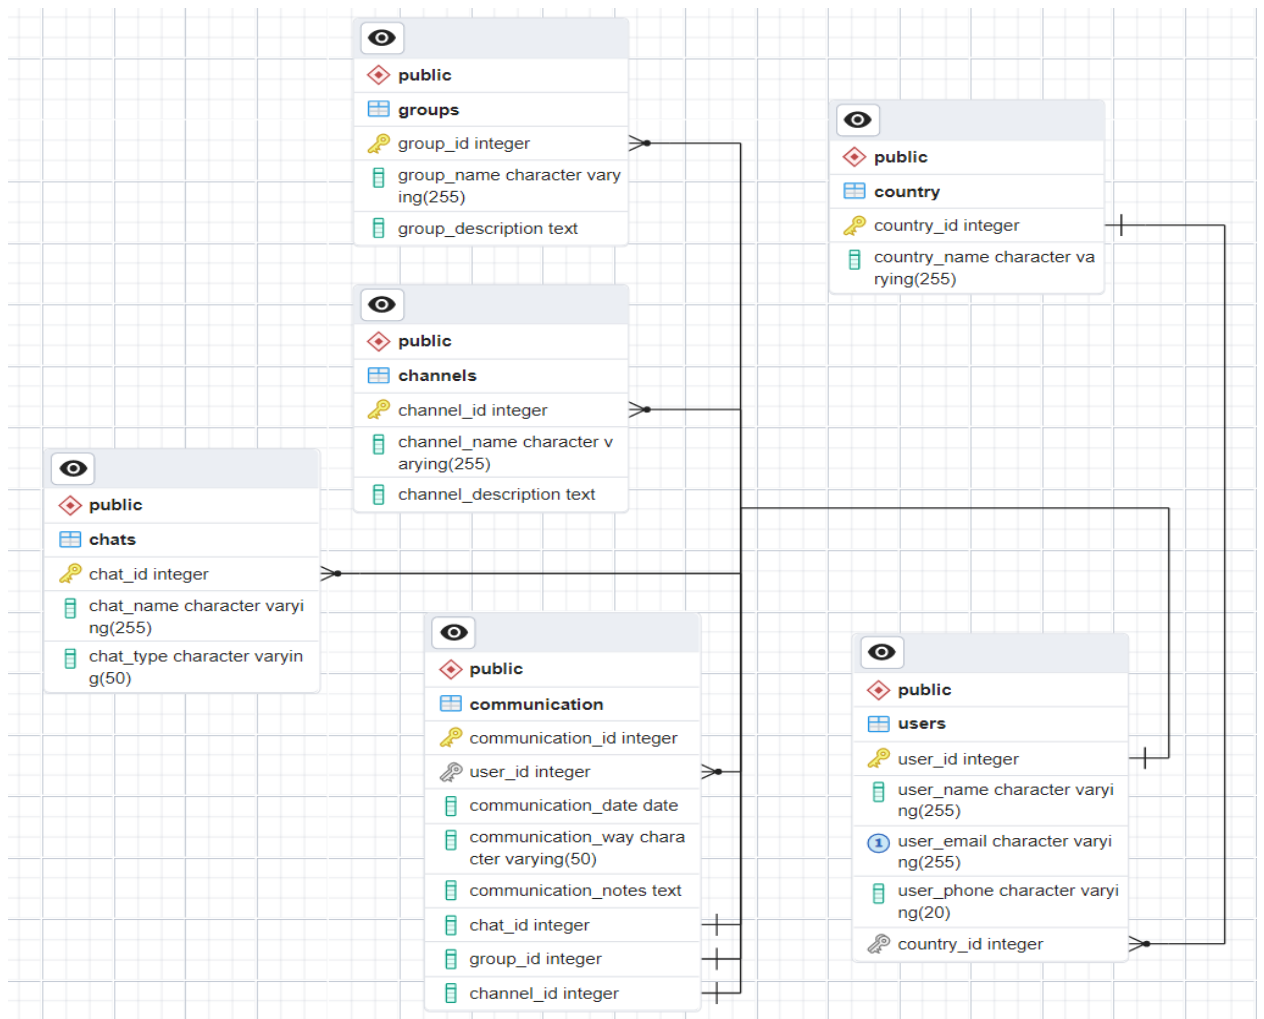 public
groups
group_id integer
group_name character vary
ing(255)
group_description text
public
country
country_id integer
country_name character va
rying(255)
public
channels
channel_id integer
channel_name character v
arying(255)
channel_description text
public
chats
chat_id integer
chat_name character varyi
ng(255)
chat_type character varyin
g(50)
public
communication
communication_id integer
user_id integer
communication_date date
communication_way chara
cter varying(50)
communication_notes text
chat_id integer
group_id integer
channel_id integer
public
users
user_id integer
user_name character varyi
ng(255)
1 user_email character varyi
ng(255)
user_phone character varyi
ng(20)
country_id integer